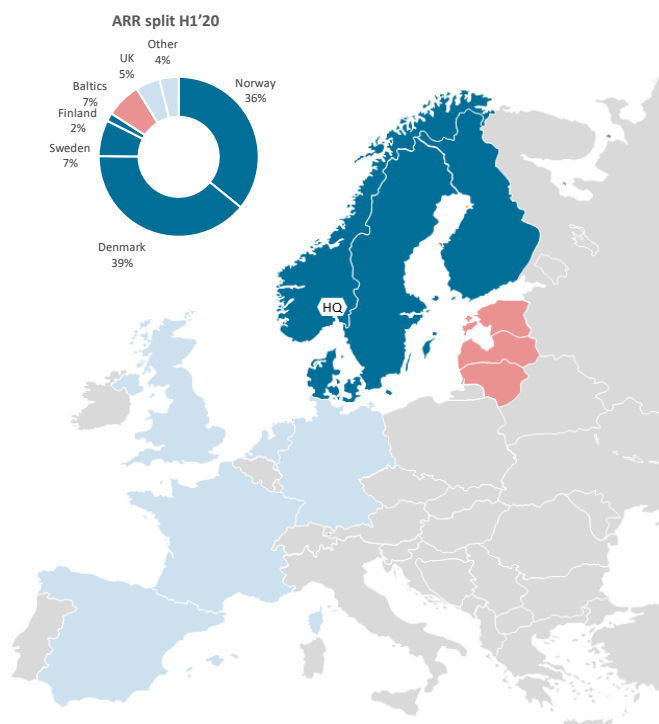 ARR split H1’20
Other
4%
UK
5%
Baltics
7%
Finland
2%
Sweden
7%
Norway
36%
Denmark
39%
HQ